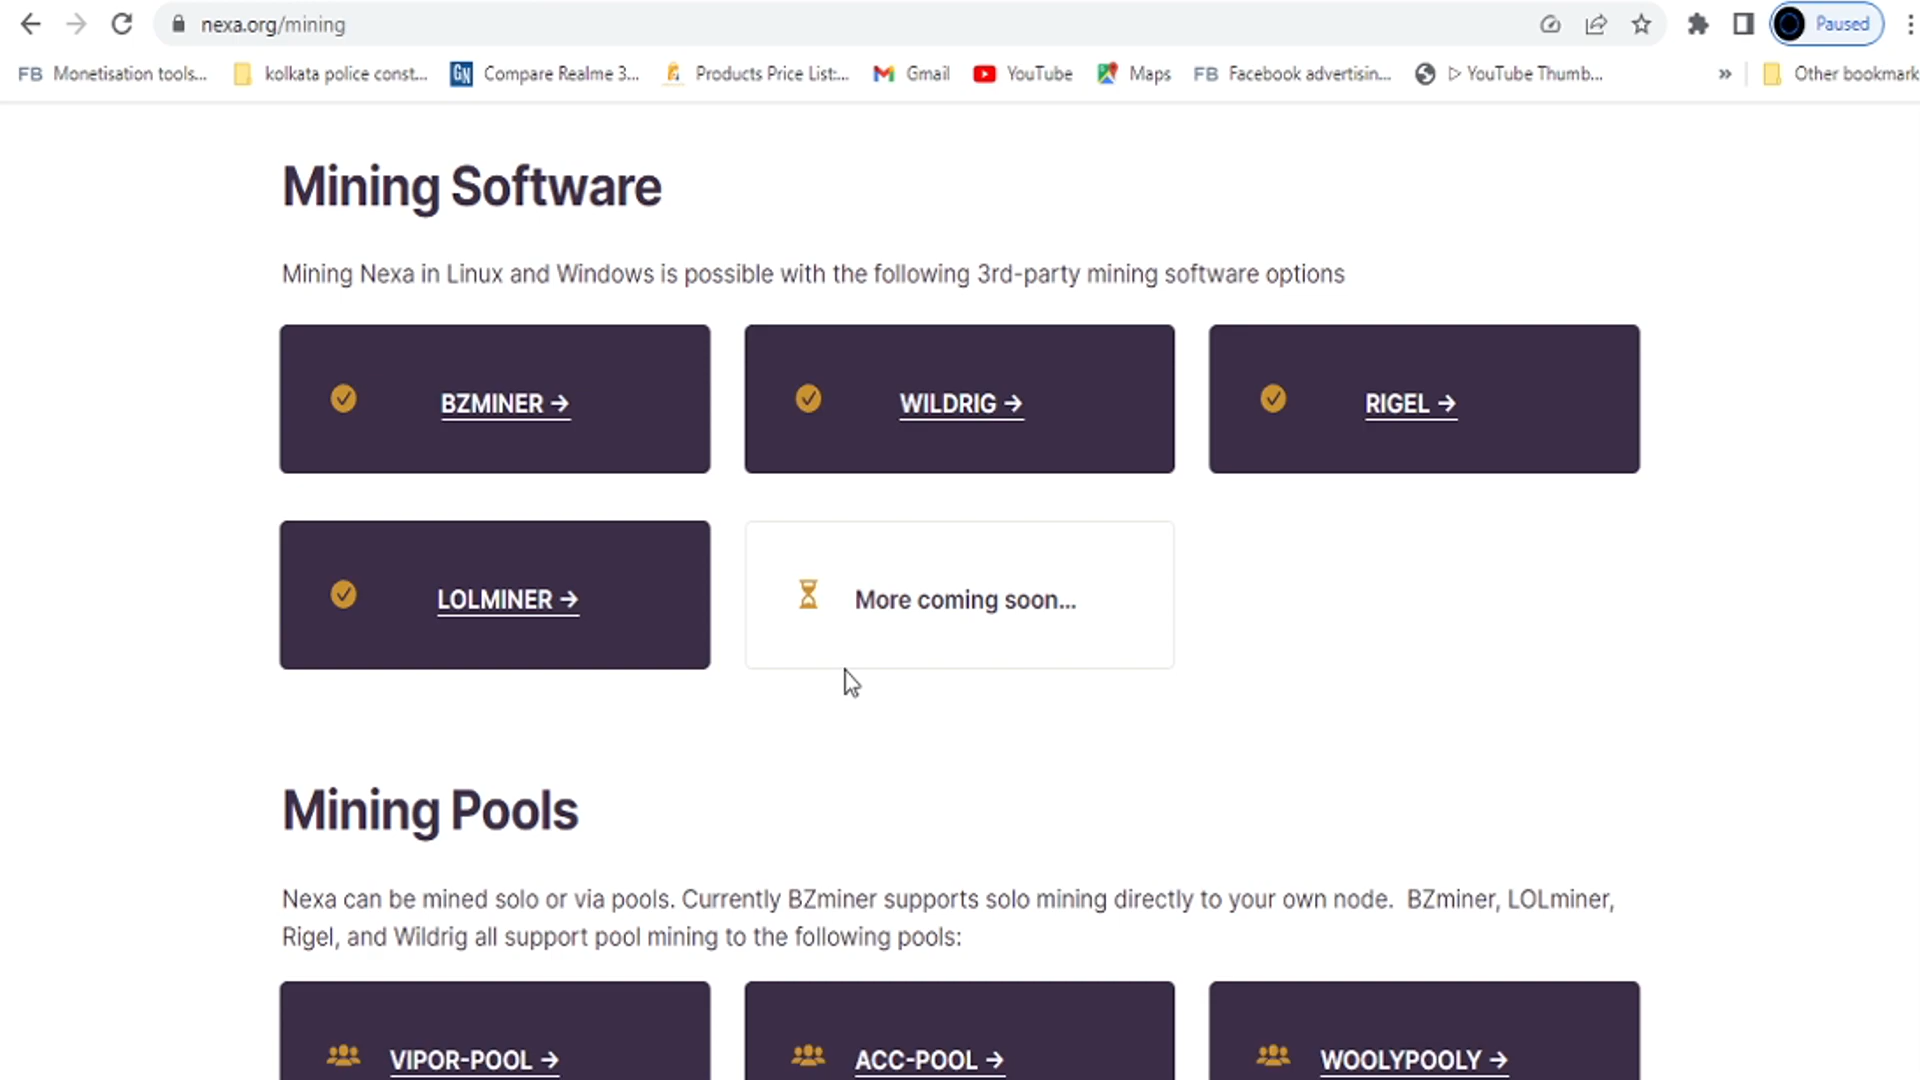 nexa.org/mining
Paused
FB Monetisation tools...
kolkata police const...
GN Compare Realme 3...
Products Price List:...
Gmail
YouTube
Maps
FB Facebook advertisin...
▷ YouTube Thumb...
»
Other bookmark
Mining Software
Mining Nexa in Linux and Windows is possible with the following 3rd-party mining software options
BZMINER →
WILDRIG →
RIGEL →
LOLMINER →
More coming soon...
Mining Pools
Nexa can be mined solo or via pools. Currently BZminer supports solo mining directly to your own node. BZminer, LOLminer,
Rigel, and Wildrig all support pool mining to the following pools:
VIPOR-POOL →
ACC-POOL →
WOOLYPOOLY →